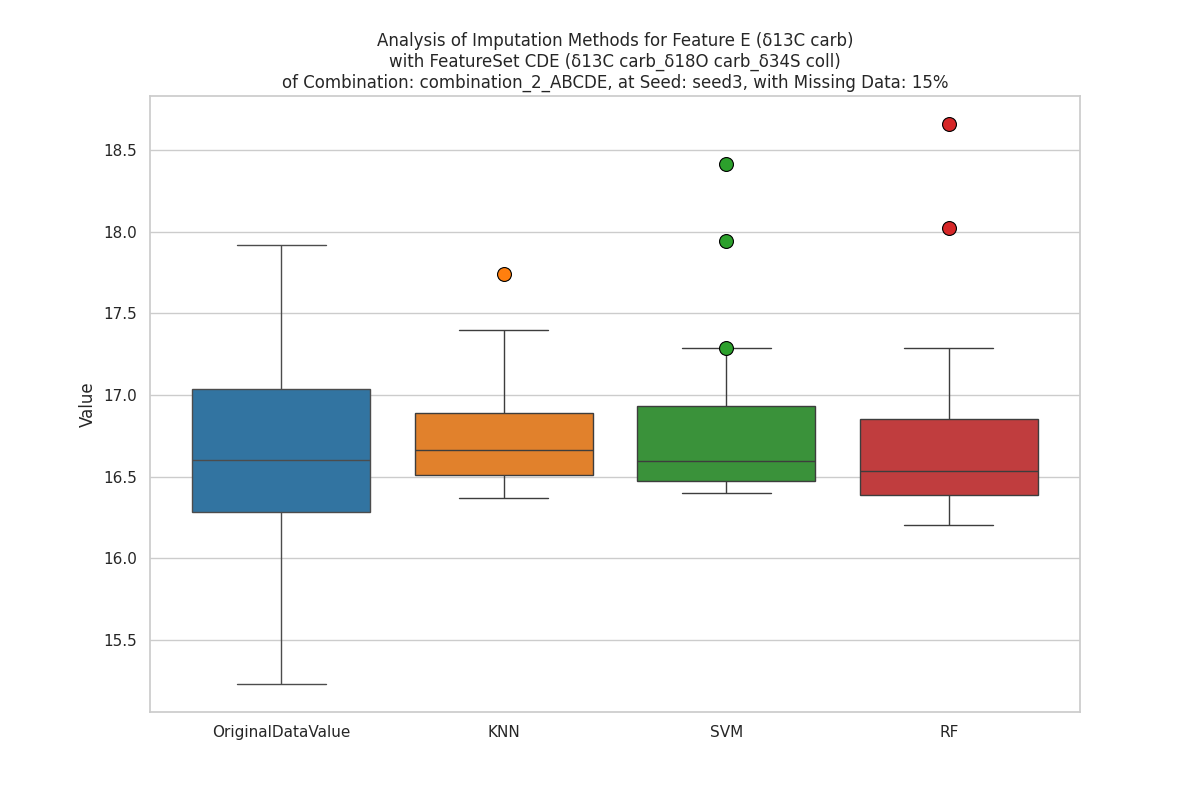 Analysis of Imputation Methods for Feature E (δ13C carb)
with FeatureSet CDE (δ13C carb_δ18O carb_δ34S coll)
of Combination: combination_2_ABCDE, at Seed: seed3, with Missing Data: 15%
18.5
18.0
17.5
17.0
16.5
16.0
15.5
Value
OriginalDataValue
KNN
SVM
RF